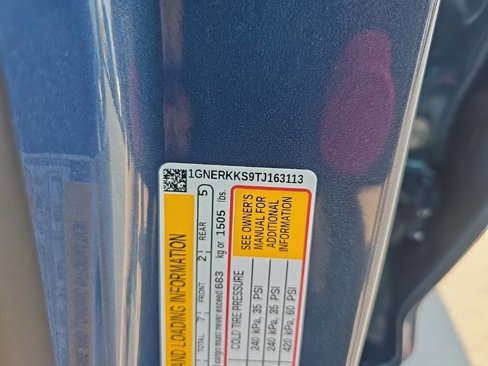 1GNERKKS9TJ163113
AND LOADING INFORMATION
TOTAL 7 FRONT 2 REAR 5
cargo must never exceed 683 kg or 1505 lbs.
SEE OWNER'S
MANUAL FOR
ADDITIONAL
INFORMATION
COLD TIRE PRESSURE
240 kPa, 35 PSI
240 kPa, 35 PSI
420 kPa, 60 PSI